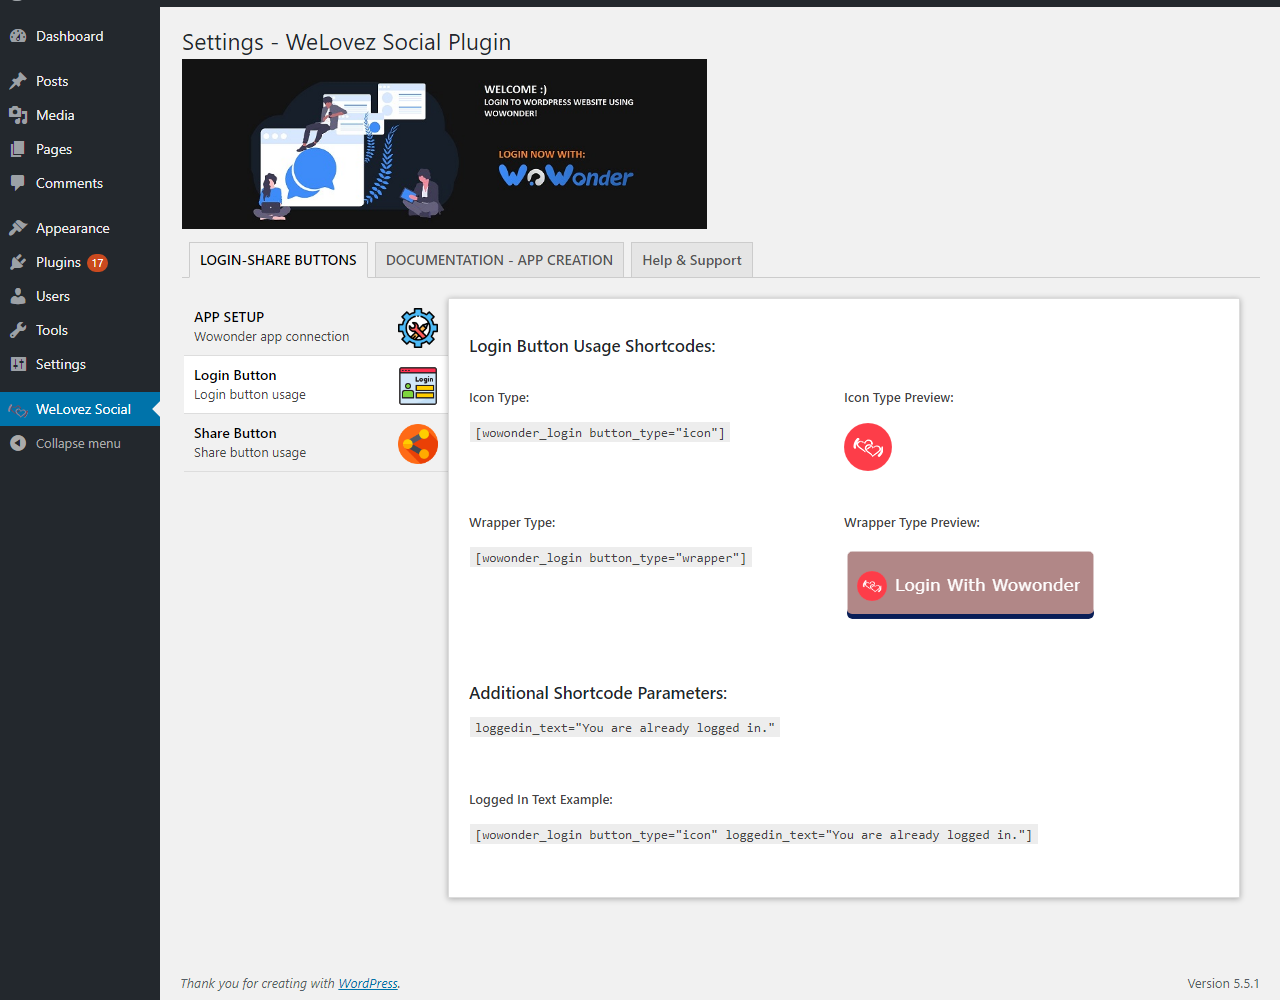 Dashboard
Posts
Media
Pages
Comments
Appearance
Plugins 17
Users
Tools
Settings
WeLovez Social
Collapse menu
Settings - WeLovez Social Plugin
WELCOME :)
LOGIN TO WORDPRESS WEBSITE USING
WOWONDER!
LOGIN NOW WITH:
WoWonder
LOGIN-SHARE BUTTONS
DOCUMENTATION - APP CREATION
Help & Support
APP SETUP
Wowonder app connection
Login
Login Button
Login button usage
Share Button
Share button usage
Login Button Usage Shortcodes:
Icon Type:
Icon Type Preview:
[wowonder_login button_type="icon"]
Wrapper Type:
Wrapper Type Preview:
[wowonder_login button_type="wrapper"]
Login With Wowonder
Additional Shortcode Parameters:
loggedin_text="You are already logged in."
Logged In Text Example:
[wowonder_login button_type="icon" loggedin_text="You are already logged in."]
Thank you for creating with WordPress.
Version 5.5.1